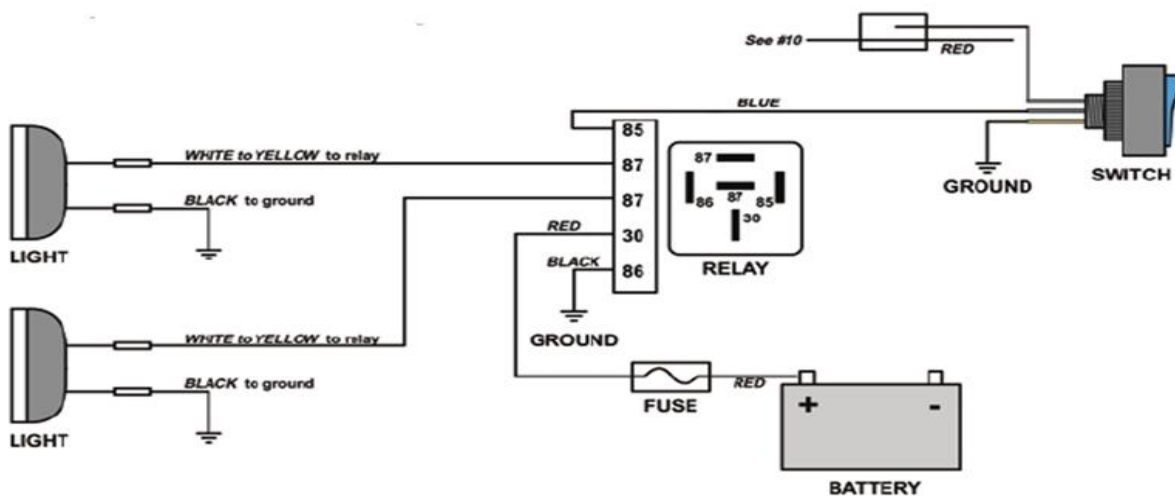 See #10
RED
BLUE
SWITCH
GROUND
85
87
87
30
86
WHITE to YELLOW to relay
BLACK to ground
LIGHT
RED
BLACK
GROUND
87
86
87
85
30
RELAY
WHITE to YELLOW to relay
BLACK to ground
LIGHT
FUSE
RED
+
-
BATTERY